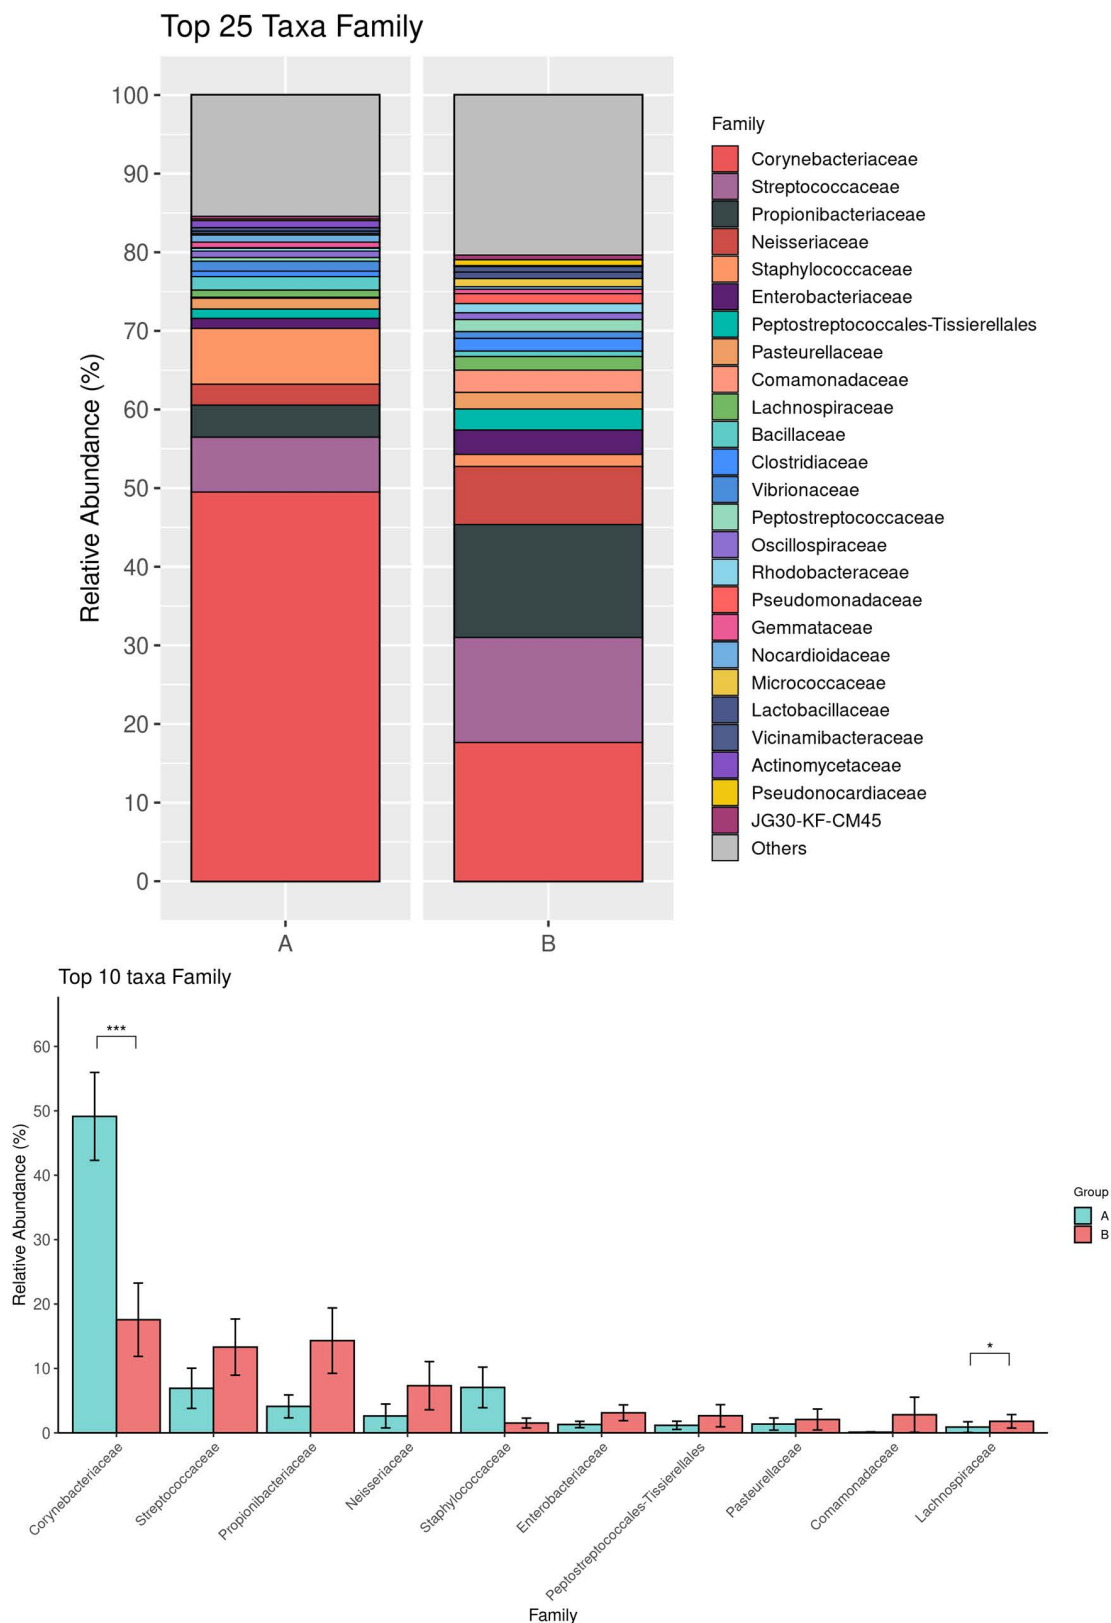 Top 25 Taxa Family
Relative Abundance (%)
100
90
80
70
60
50
40
30
20
10
0
A
B
Family
Corynebacteriaceae
Streptococcaceae
Propionibacteriaceae
Neisseriaceae
Staphylococcaceae
Enterobacteriaceae
Peptostreptococcales-Tissierellales
Pasteurellaceae
Comamonadaceae
Lachnospiraceae
Bacillaceae
Clostridiaceae
Vibrionaceae
Peptostreptococcaceae
Oscillospiraceae
Rhodobacteraceae
Pseudomonadaceae
Gemmataceae
Nocardioidaceae
Micrococcaceae
Lactobacillaceae
Vicinamibacteraceae
Actinomycetaceae
Pseudonocardiaceae
JG30-KF-CM45
Others
Top 10 taxa Family
Relative Abundance (%)
60
50
40
30
20
10
0
***
*
Corynebacteriaceae
Streptococcaceae
Propionibacteriaceae
Neisseriaceae
Staphylococcaceae
Enterobacteriaceae
Peptostreptococcales-Tissierellales
Pasteurellaceae
Comamonadaceae
Lachnospiraceae
Family
Group
A
B